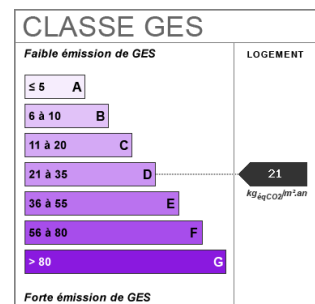 CLASSE GES
Faible émission de GES
LOGEMENT
≤ 5 A
6 à 10 B
11 à 20 C
21 à 35 D
21
kgéqCO2/m².an
36 à 55 E
56 à 80 F
> 80 G
Forte émission de GES